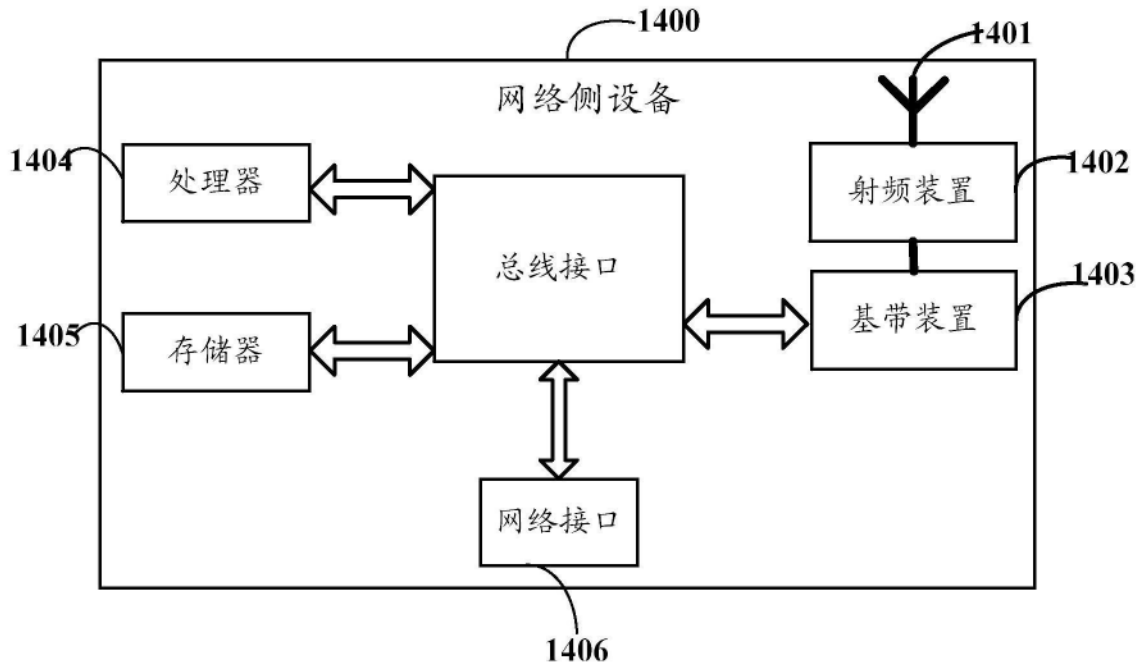 1400
1401
网络侧设备
1404
处理器
射频装置
1402
总线接口
1403
基带装置
1405
存储器
网络接口
1406